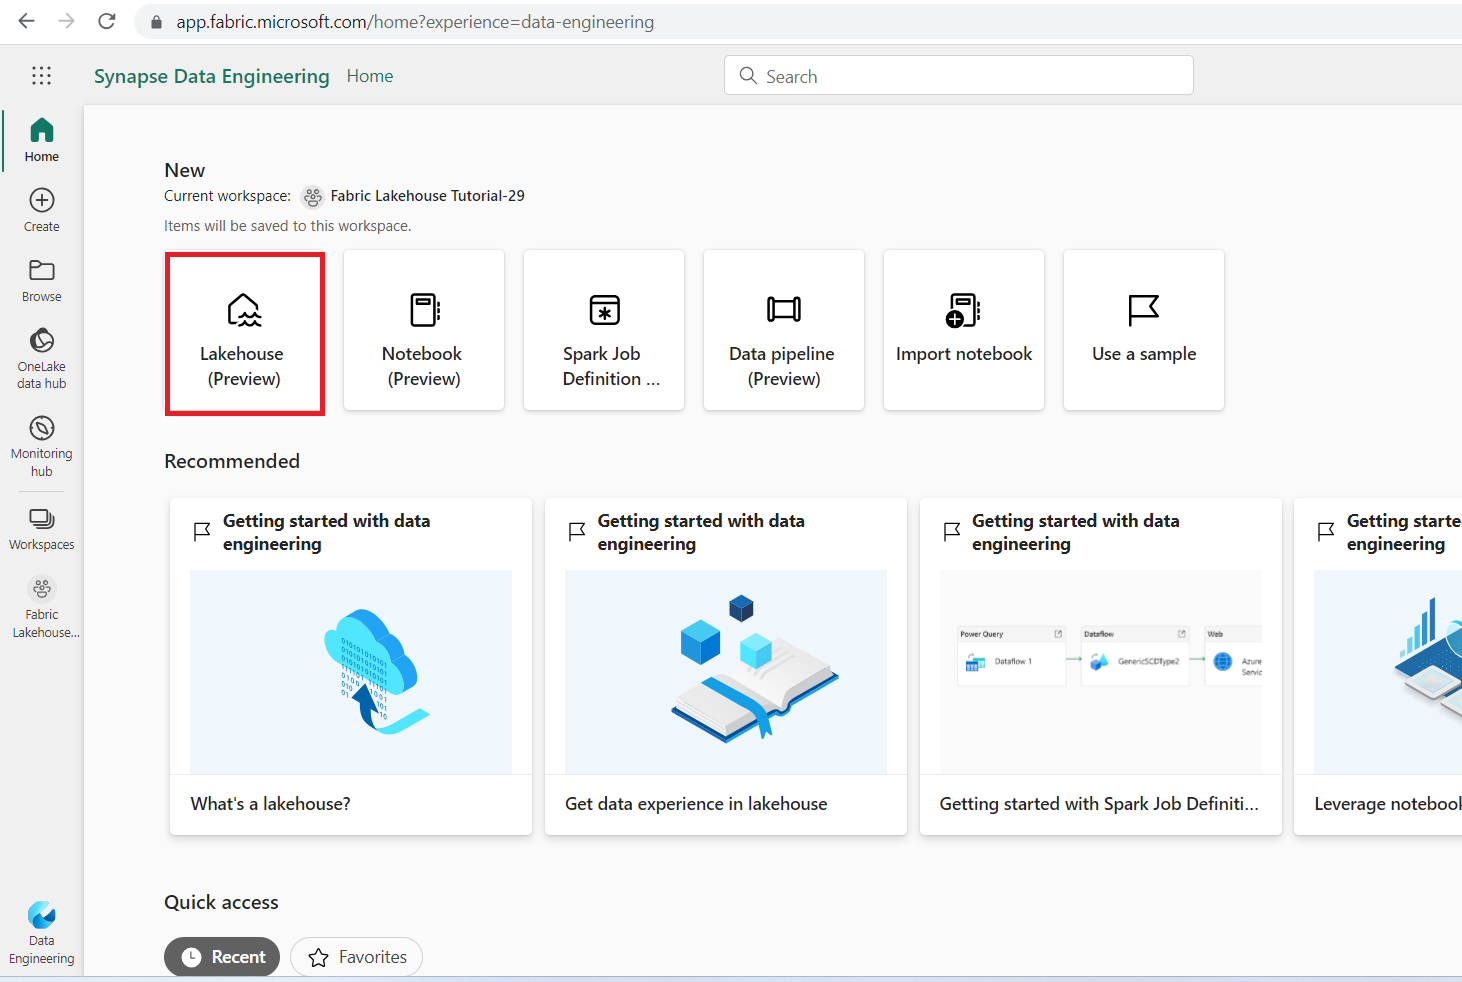 app.fabric.microsoft.com/home?experience=data-engineering
Synapse Data Engineering Home
Search
Home
Create
Browse
OneLake
data hub
Monitoring
hub
Workspaces
Fabric
Lakehouse...
Data
Engineering
New
Current workspace: Fabric Lakehouse Tutorial-29
Items will be saved to this workspace.
Lakehouse
(Preview)
Notebook
(Preview)
Spark Job
Definition ...
Data pipeline
(Preview)
Import notebook
Use a sample
Recommended
Getting started with data
engineering
What's a lakehouse?
Getting started with data
engineering
Get data experience in lakehouse
Getting started with data
engineering
Power Query
Dataflow 1
Dataflow
GenericSCDType2
Web
Azure
Servic
Getting started with Spark Job Definiti...
Getting starte
engineering
Leverage notebook
Quick access
Recent
Favorites